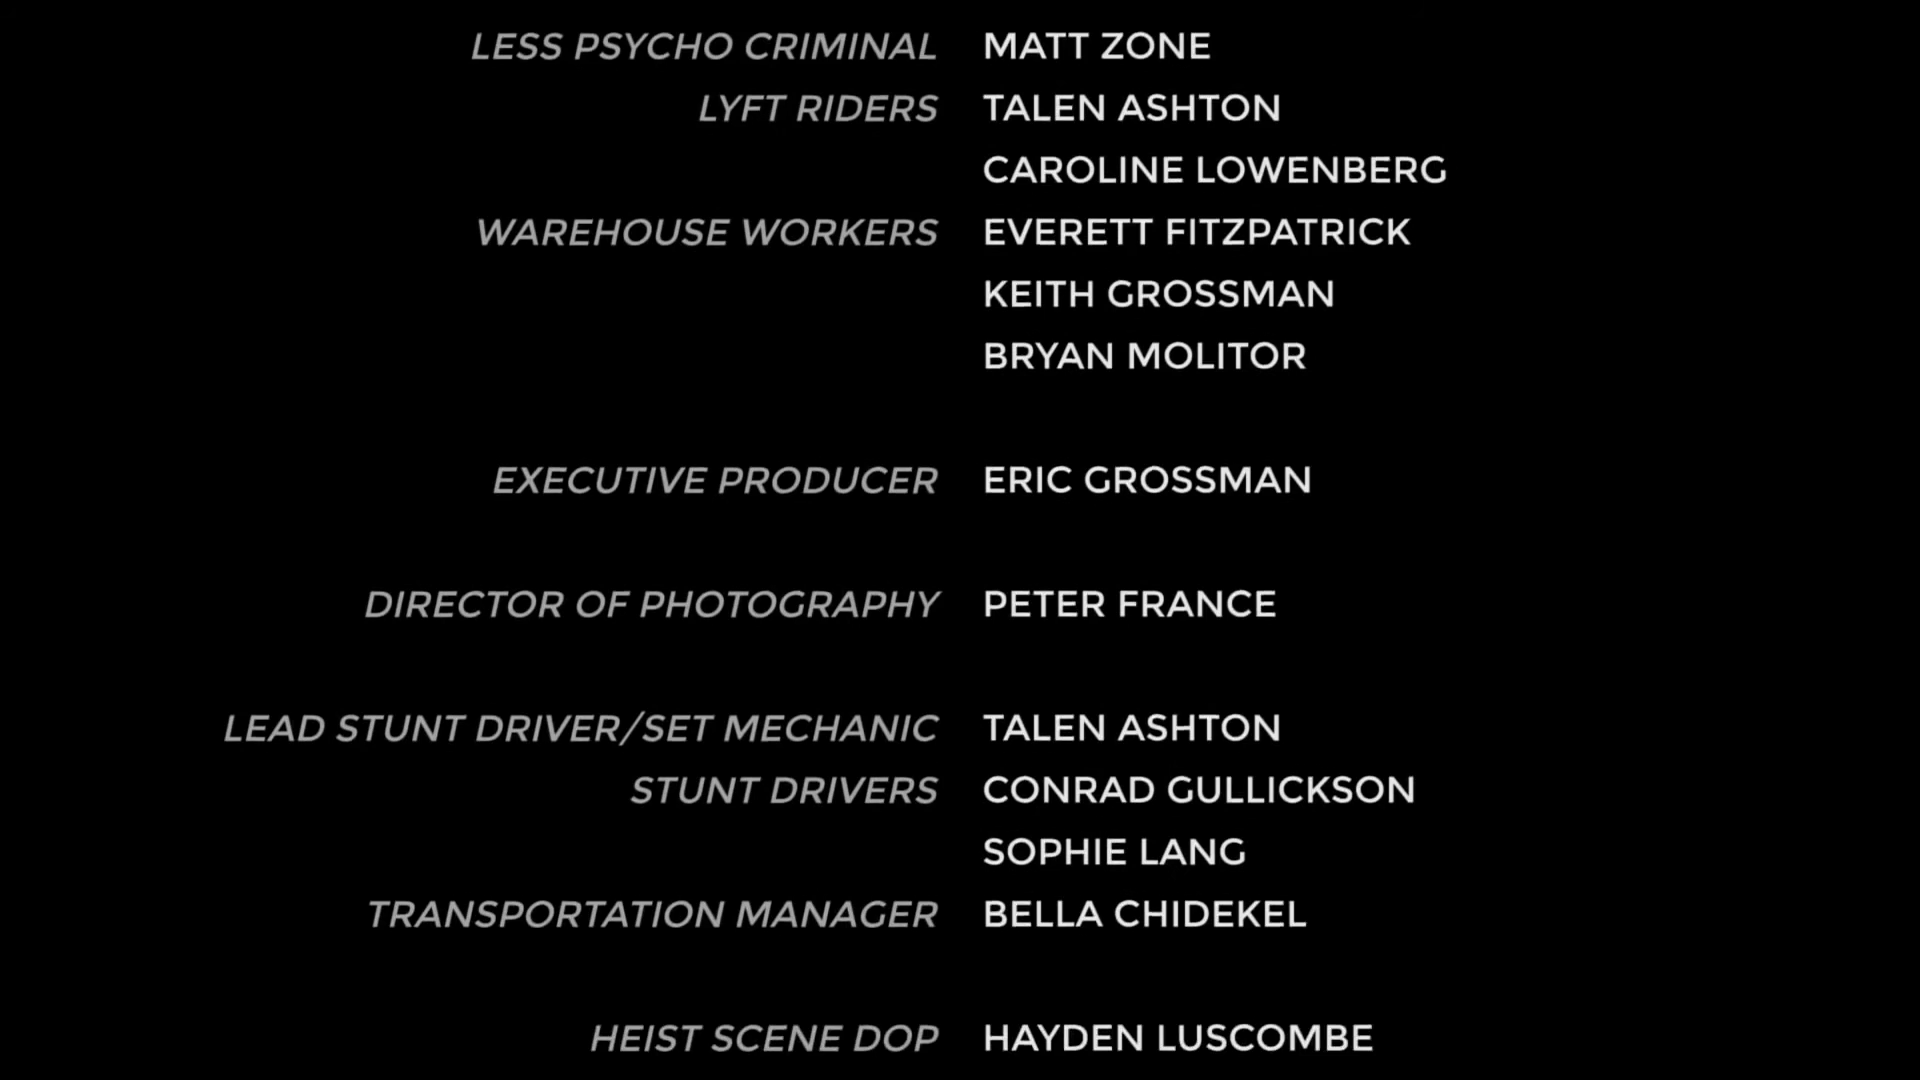 LESS PSYCHO CRIMINAL MATT ZONE
LYFT RIDERS TALEN ASHTON
CAROLINE LOWENBERG
WAREHOUSE WORKERS EVERETT FITZPATRICK
KEITH GROSSMAN
BRYAN MOLITOR
EXECUTIVE PRODUCER ERIC GROSSMAN
DIRECTOR OF PHOTOGRAPHY PETER FRANCE
LEAD STUNT DRIVER/SET MECHANIC TALEN ASHTON
STUNT DRIVERS CONRAD GULLICKSON
SOPHIE LANG
TRANSPORTATION MANAGER BELLA CHIDEKEL
HEIST SCENE DOP HAYDEN LUSCOMBE